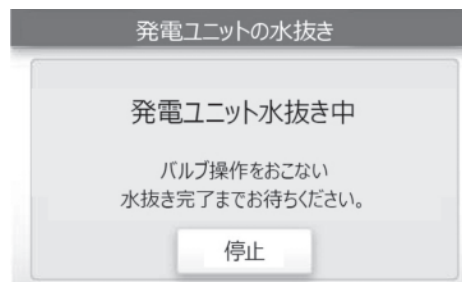 発電ユニットの水抜き
発電ユニット水抜き中
バルブ操作をおこない
水抜き完了までお待ちください。
停止